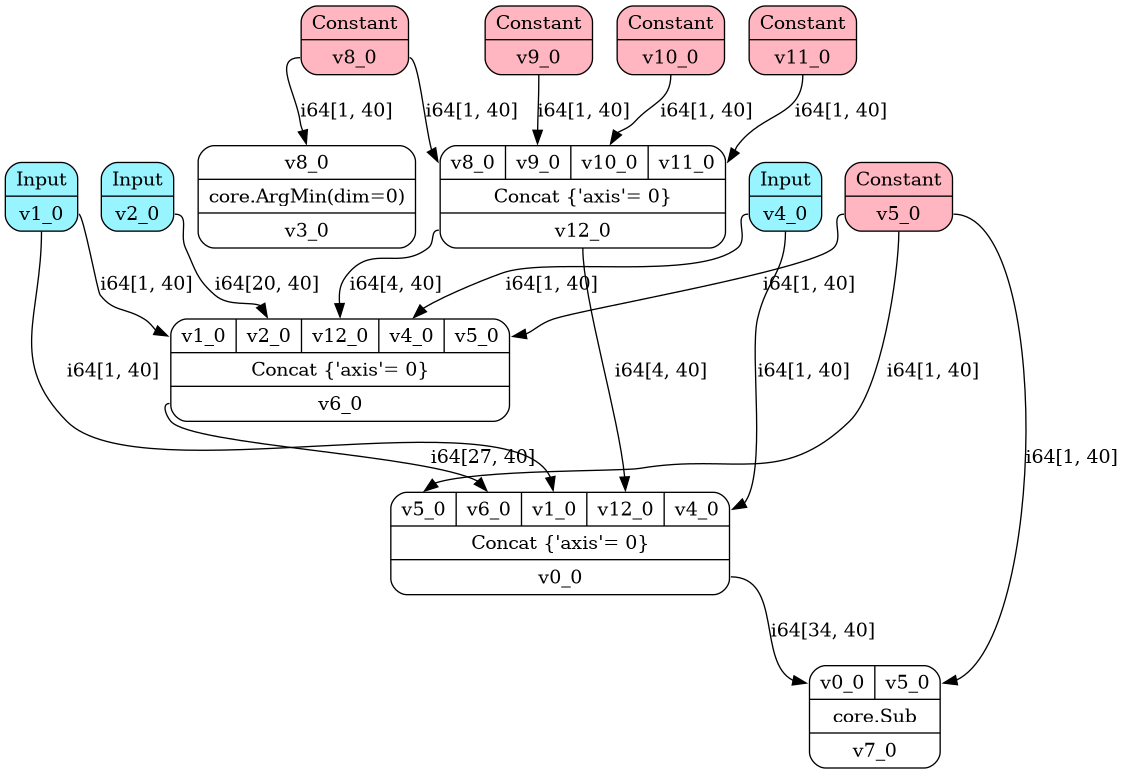 Constant
v8_0
Constant
v9_0
Constant
v10_0
Constant
v11_0
i64[1, 40]
i64[1, 40]
i64[1, 40]
i64[1, 40]
i64[1, 40]
Input
v1_0
Input
v2_0
v8_0
core.ArgMin(dim=0)
v3_0
v8_0 v9_0 v10_0 v11_0
Concat {'axis'= 0}
v12_0
Input
v4_0
Constant
v5_0
i64[1, 40]
i64[20, 40]
i64[4, 40]
i64[1, 40]
i64[1, 40]
v1_0 v2_0 v12_0 v4_0 v5_0
Concat {'axis'= 0}
v6_0
i64[1, 40]
i64[4, 40]
i64[1, 40]
i64[1, 40]
i64[27, 40]
i64[1, 40]
v5_0 v6_0 v1_0 v12_0 v4_0
Concat {'axis'= 0}
v0_0
i64[34, 40]
v0_0 v5_0
core.Sub
v7_0